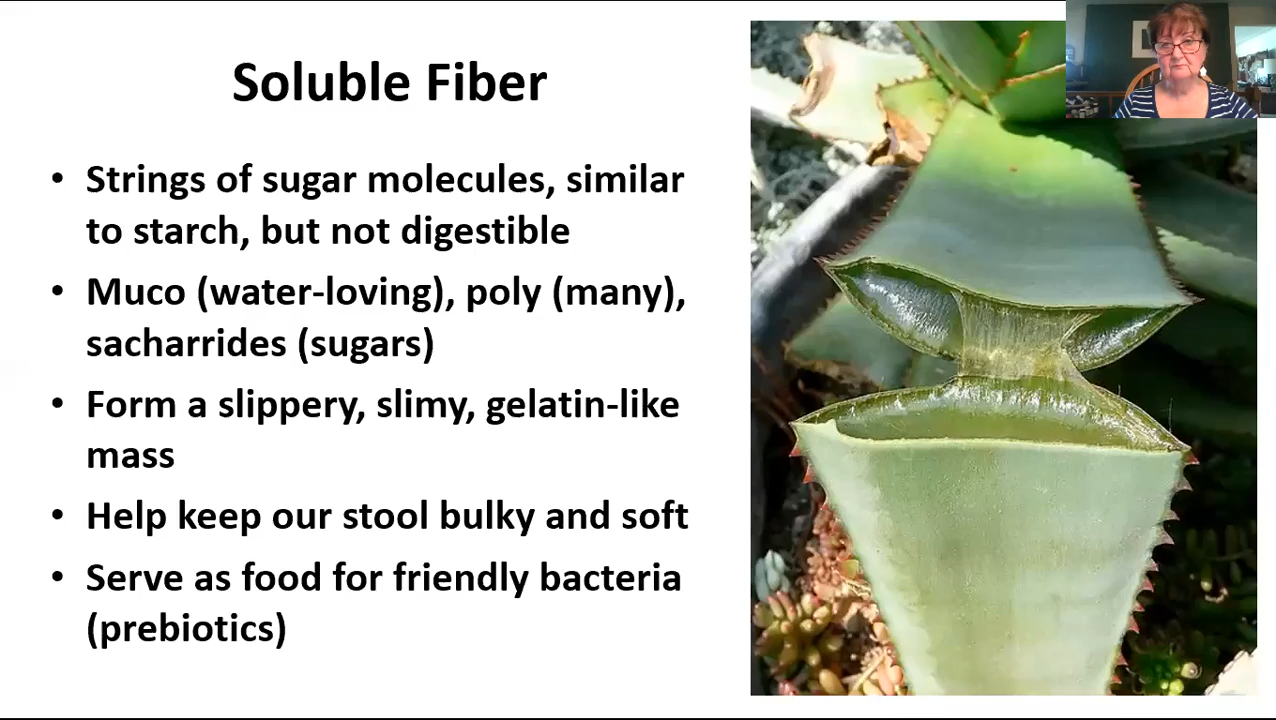 Soluble Fiber
• Strings of sugar molecules, similar
to starch, but not digestible
• Muco (water-loving), poly (many),
sacharrides (sugars)
• Form a slippery, slimy, gelatin-like
mass
• Help keep our stool bulky and soft
• Serve as food for friendly bacteria
(prebiotics)